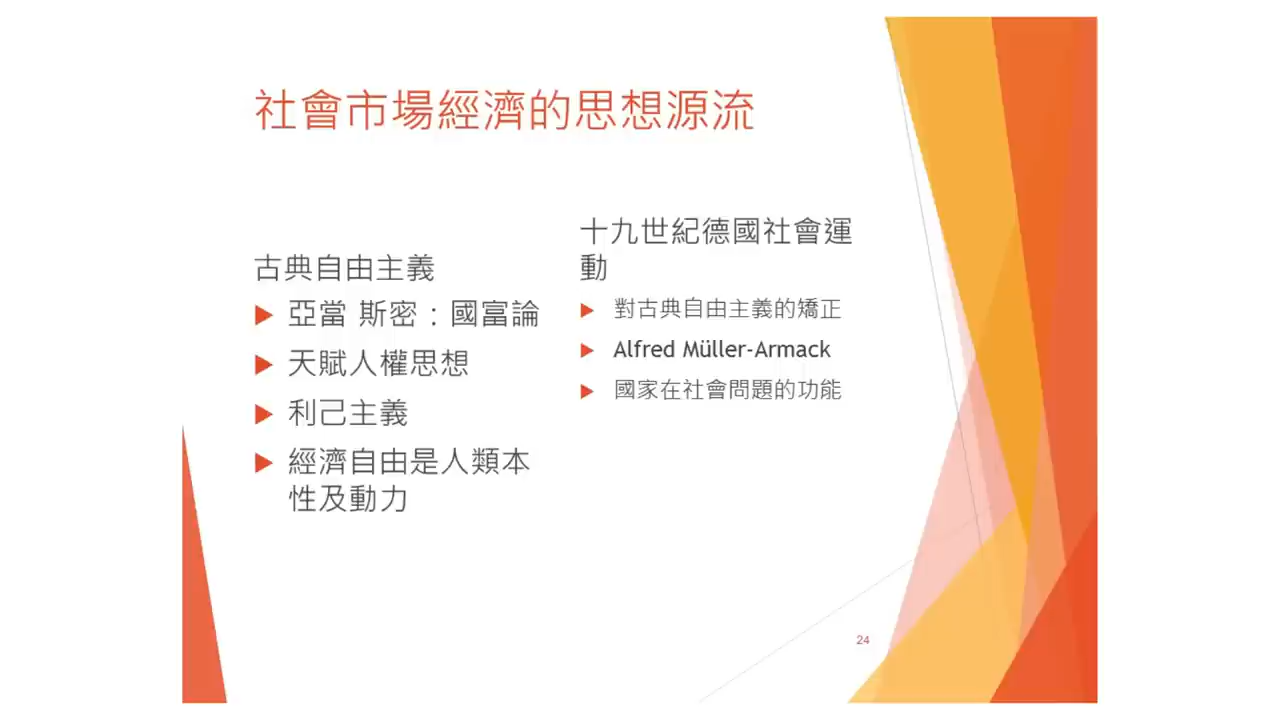 社會市場經濟的思想源流
古典自由主義
亞當 斯密：國富論
天賦人權思想
利己主義
經濟自由是人類本
性及動力
十九世紀德國社會運
動
對古典自由主義的矯正
Alfred Müller-Armack
國家在社會問題的功能
24